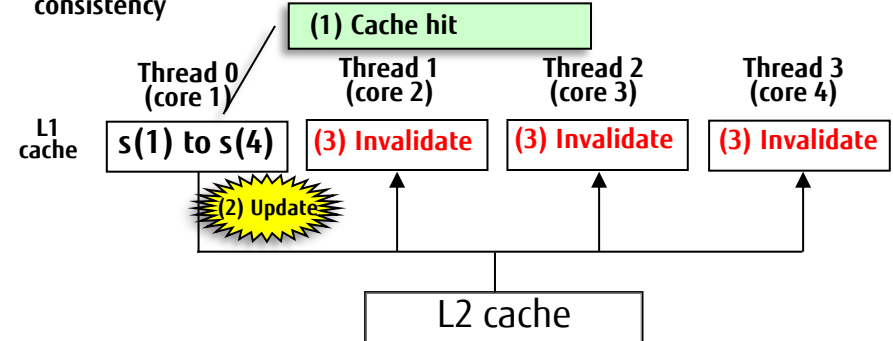 consistency
(1) Cache hit
Thread 0
(core 1)
Thread 1
(core 2)
Thread 2
(core 3)
Thread 3
(core 4)
L1
cache
s(1) to s(4)
(3) Invalidate
(3) Invalidate
(3) Invalidate
(2) Update
L2 cache